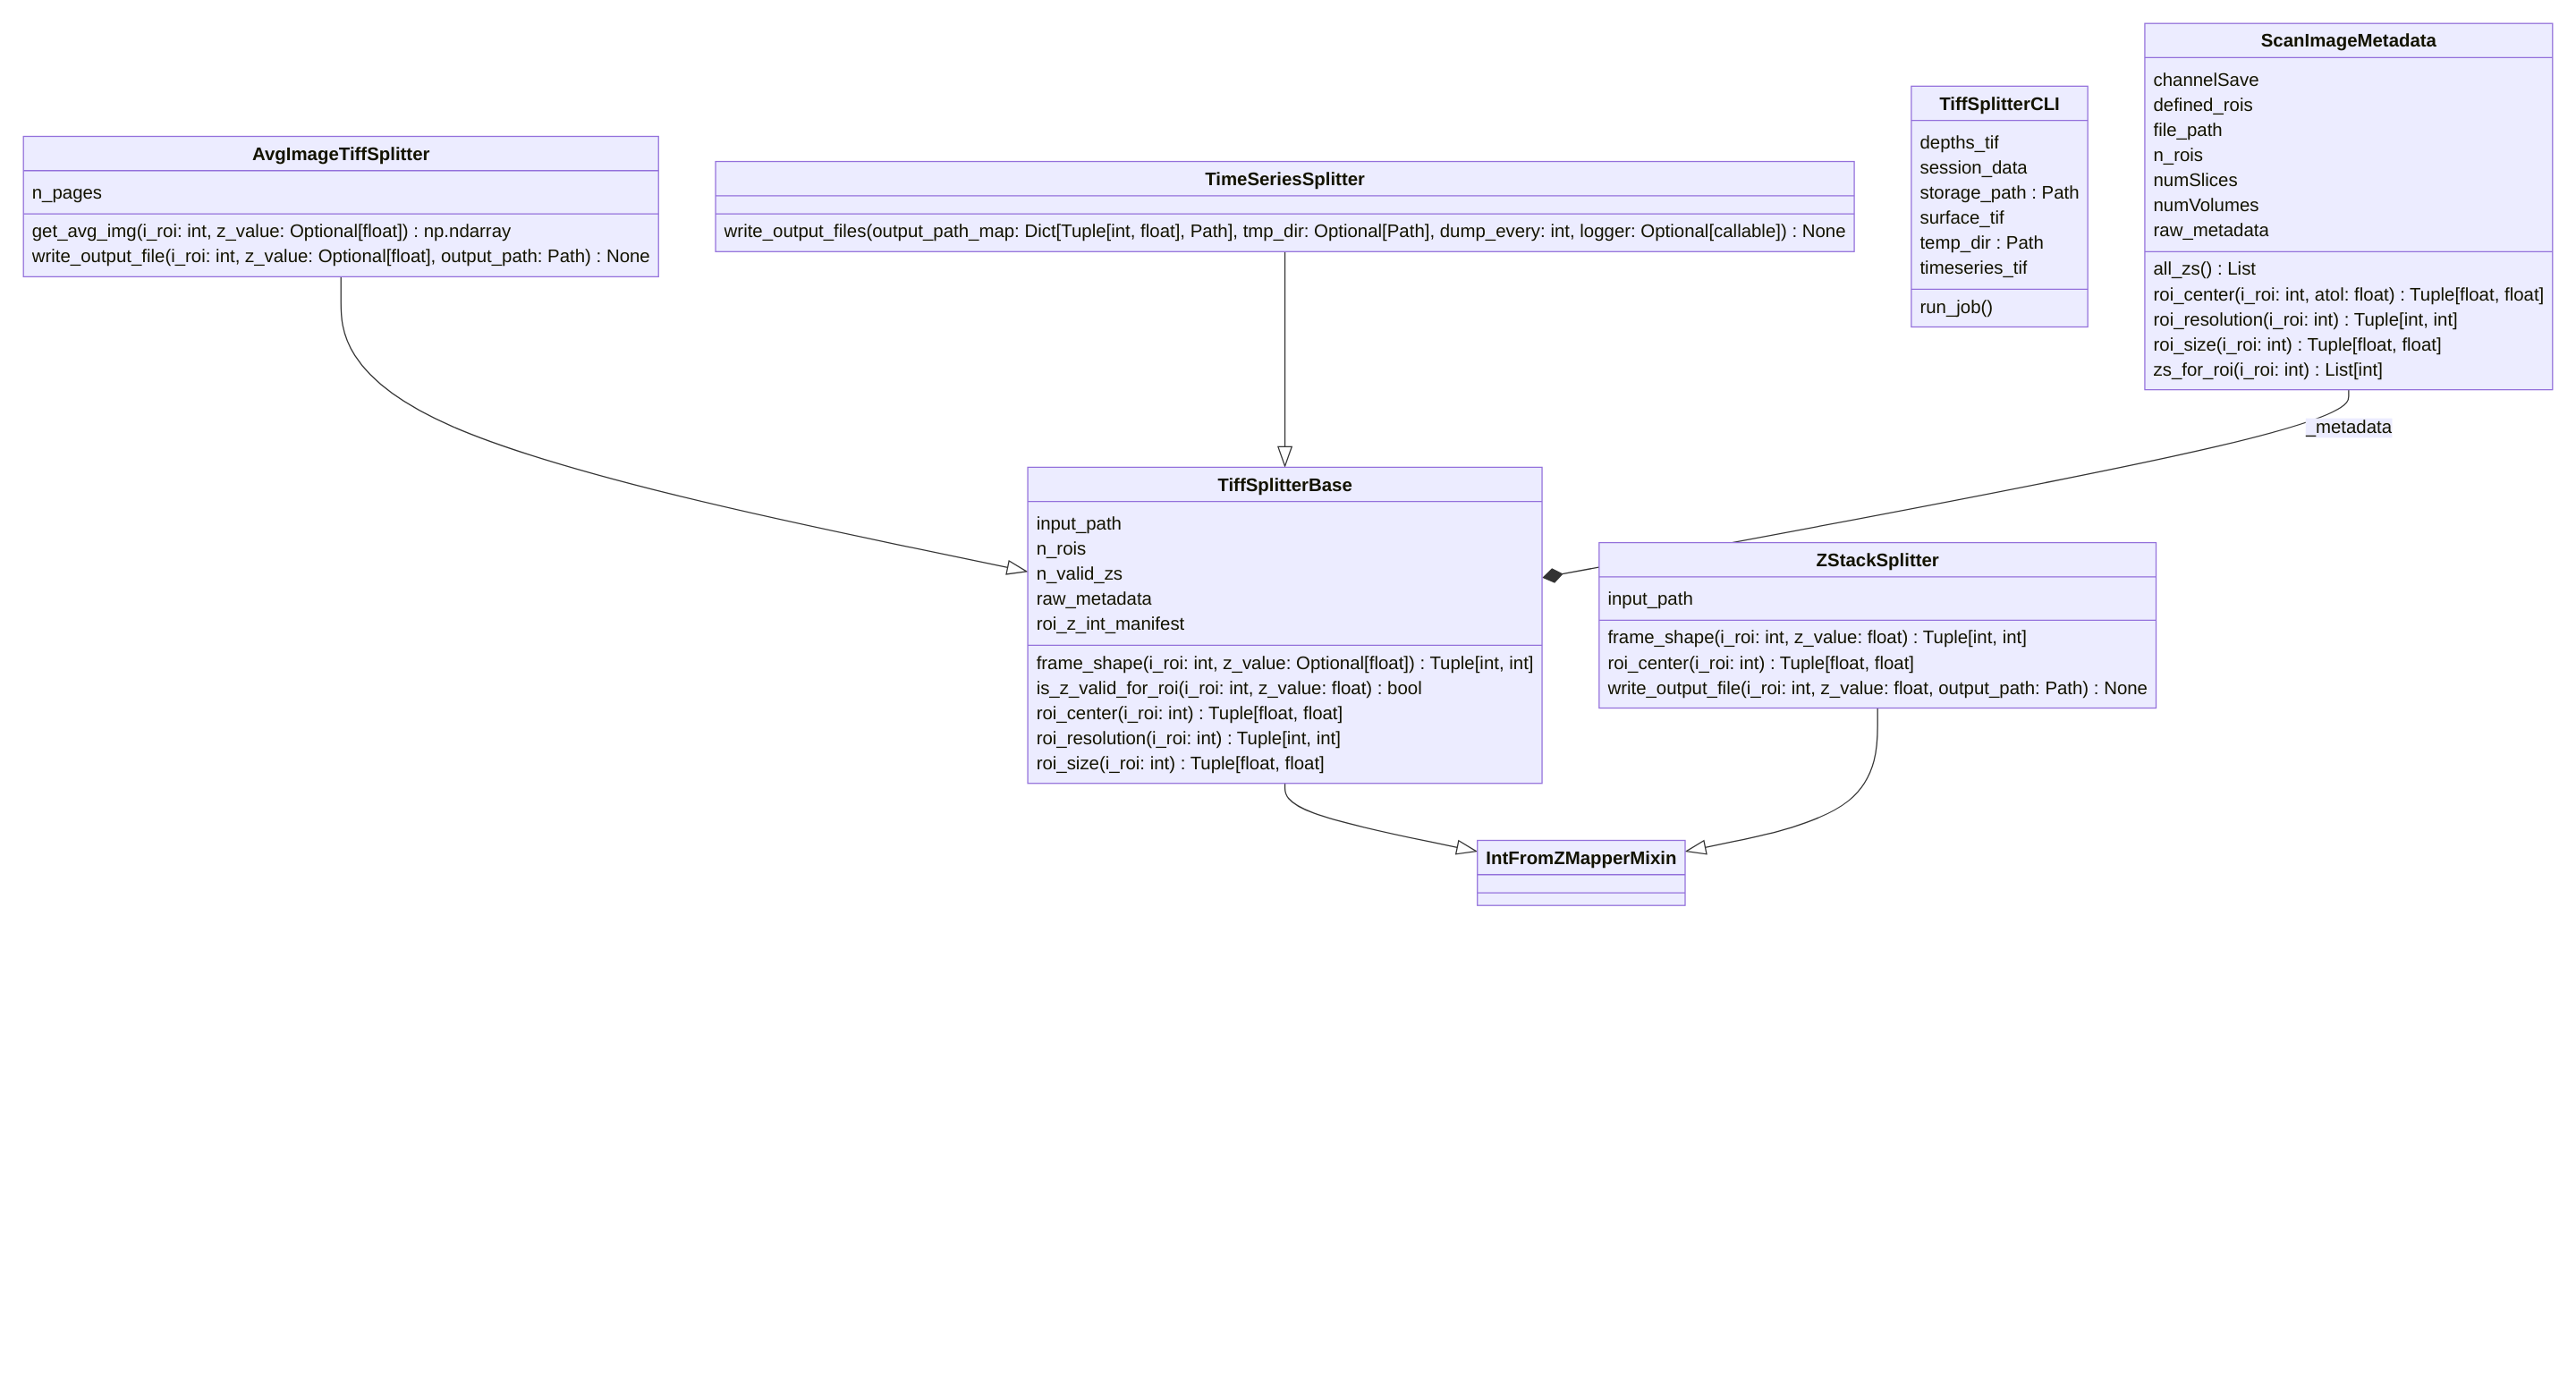 AvgImageTiffSplitter
n_pages
get_avg_img(i_roi: int, z_value: Optional[float]) : np.ndarray
write_output_file(i_roi: int, z_value: Optional[float], output_path: Path) : None
TimeSeriesSplitter
write_output_files(output_path_map: Dict[Tuple[int, float], Path], tmp_dir: Optional[Path], dump_every: int, logger: Optional[callable]) : None
TiffSplitterCLI
depths_tif
session_data
storage_path : Path
surface_tif
temp_dir : Path
timeseries_tif
run_job()
ScanImageMetadata
channelSave
defined_rois
file_path
n_rois
numSlices
numVolumes
raw_metadata
all_zs() : List
roi_center(i_roi: int, atol: float) : Tuple[float, float]
roi_resolution(i_roi: int) : Tuple[int, int]
roi_size(i_roi: int) : Tuple[float, float]
zs_for_roi(i_roi: int) : List[int]
_metadata
TiffSplitterBase
input_path
n_rois
n_valid_zs
raw_metadata
roi_z_int_manifest
frame_shape(i_roi: int, z_value: Optional[float]) : Tuple[int, int]
is_z_valid_for_roi(i_roi: int, z_value: float) : bool
roi_center(i_roi: int) : Tuple[float, float]
roi_resolution(i_roi: int) : Tuple[int, int]
roi_size(i_roi: int) : Tuple[float, float]
ZStackSplitter
input_path
frame_shape(i_roi: int, z_value: float) : Tuple[int, int]
roi_center(i_roi: int) : Tuple[float, float]
write_output_file(i_roi: int, z_value: float, output_path: Path) : None
IntFromZMapperMixin